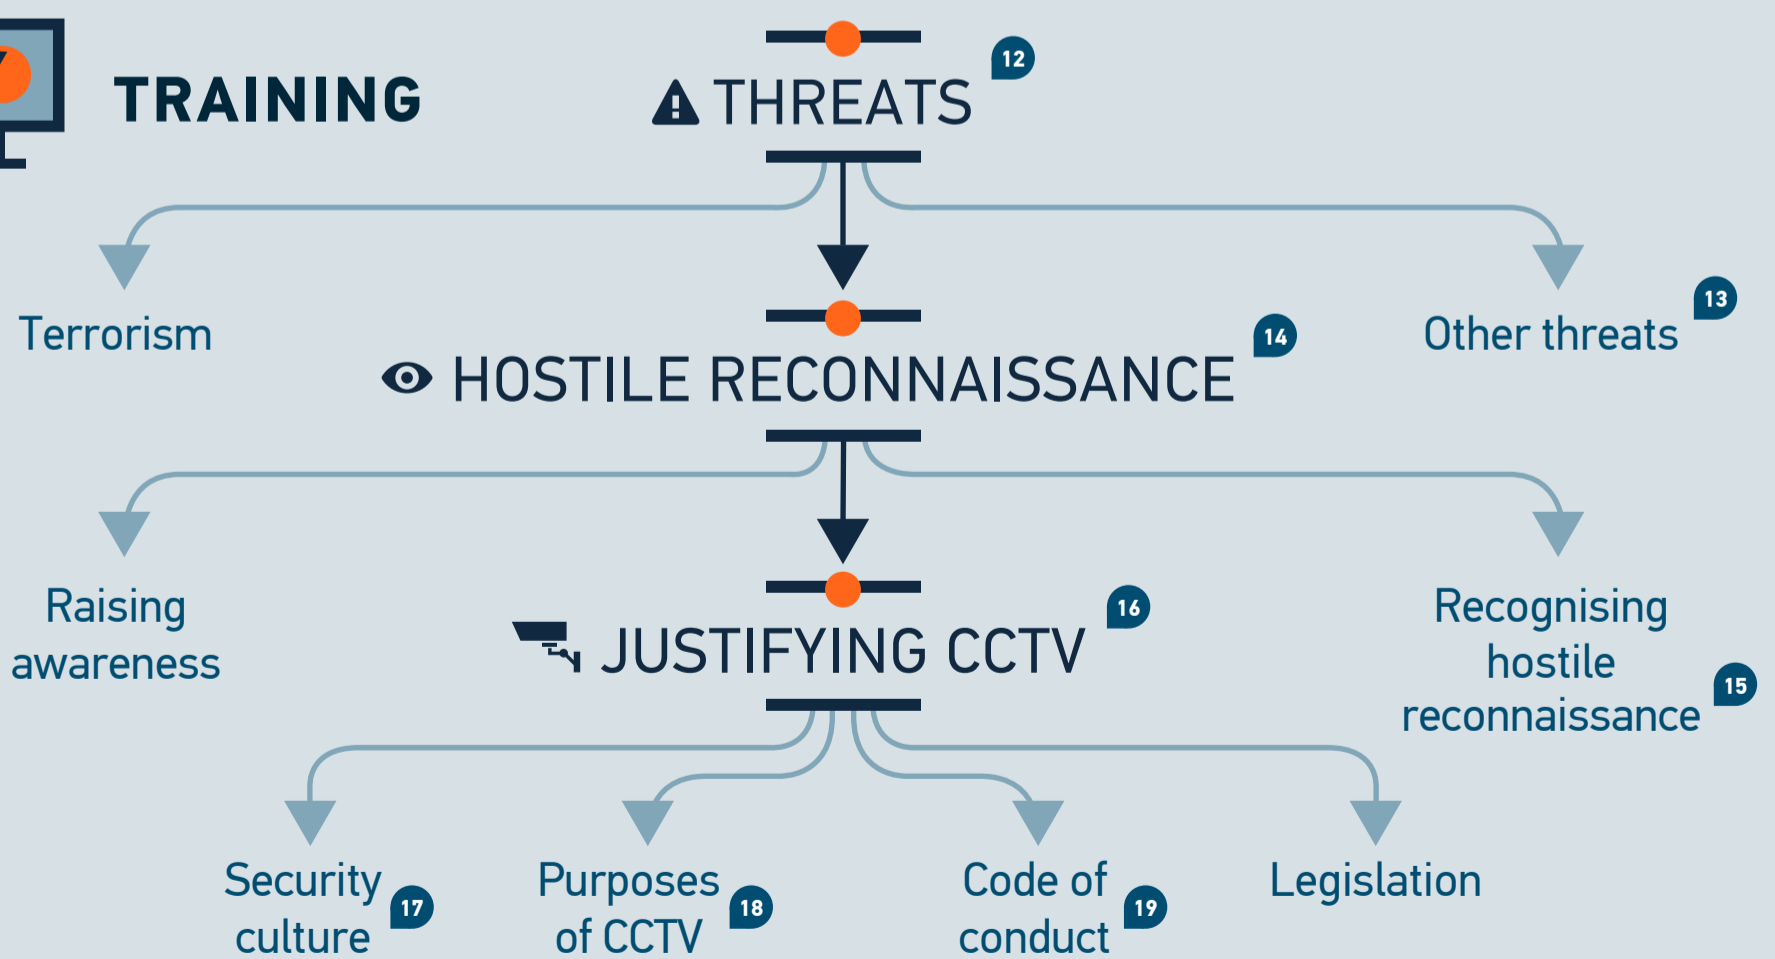 TRAINING
THREATS 12
Terrorism
Other threats 13
HOSTILE RECONNAISSANCE 14
Raising
awareness
Recognising
hostile
reconnaissance 15
JUSTIFYING CCTV 16
Security
culture 17
Purposes
of CCTV 18
Code of
conduct 19
Legislation